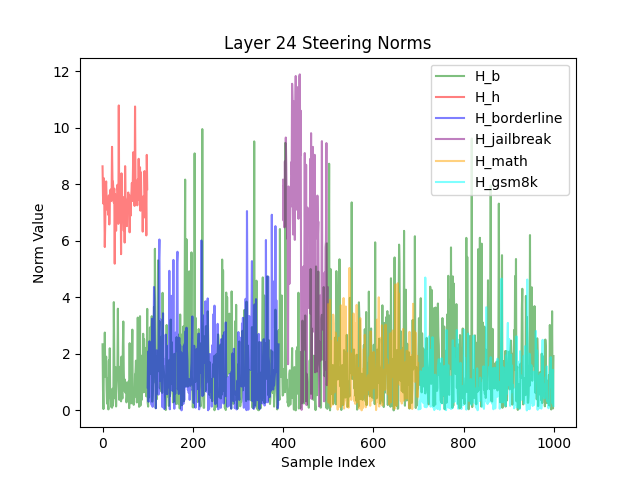 Layer 24 Steering Norms
Norm Value
12
10
8
6
4
2
0
H_b
H_h
H_borderline
H_jailbreak
H_math
H_gsm8k
0
200
400
600
800
1000
Sample Index